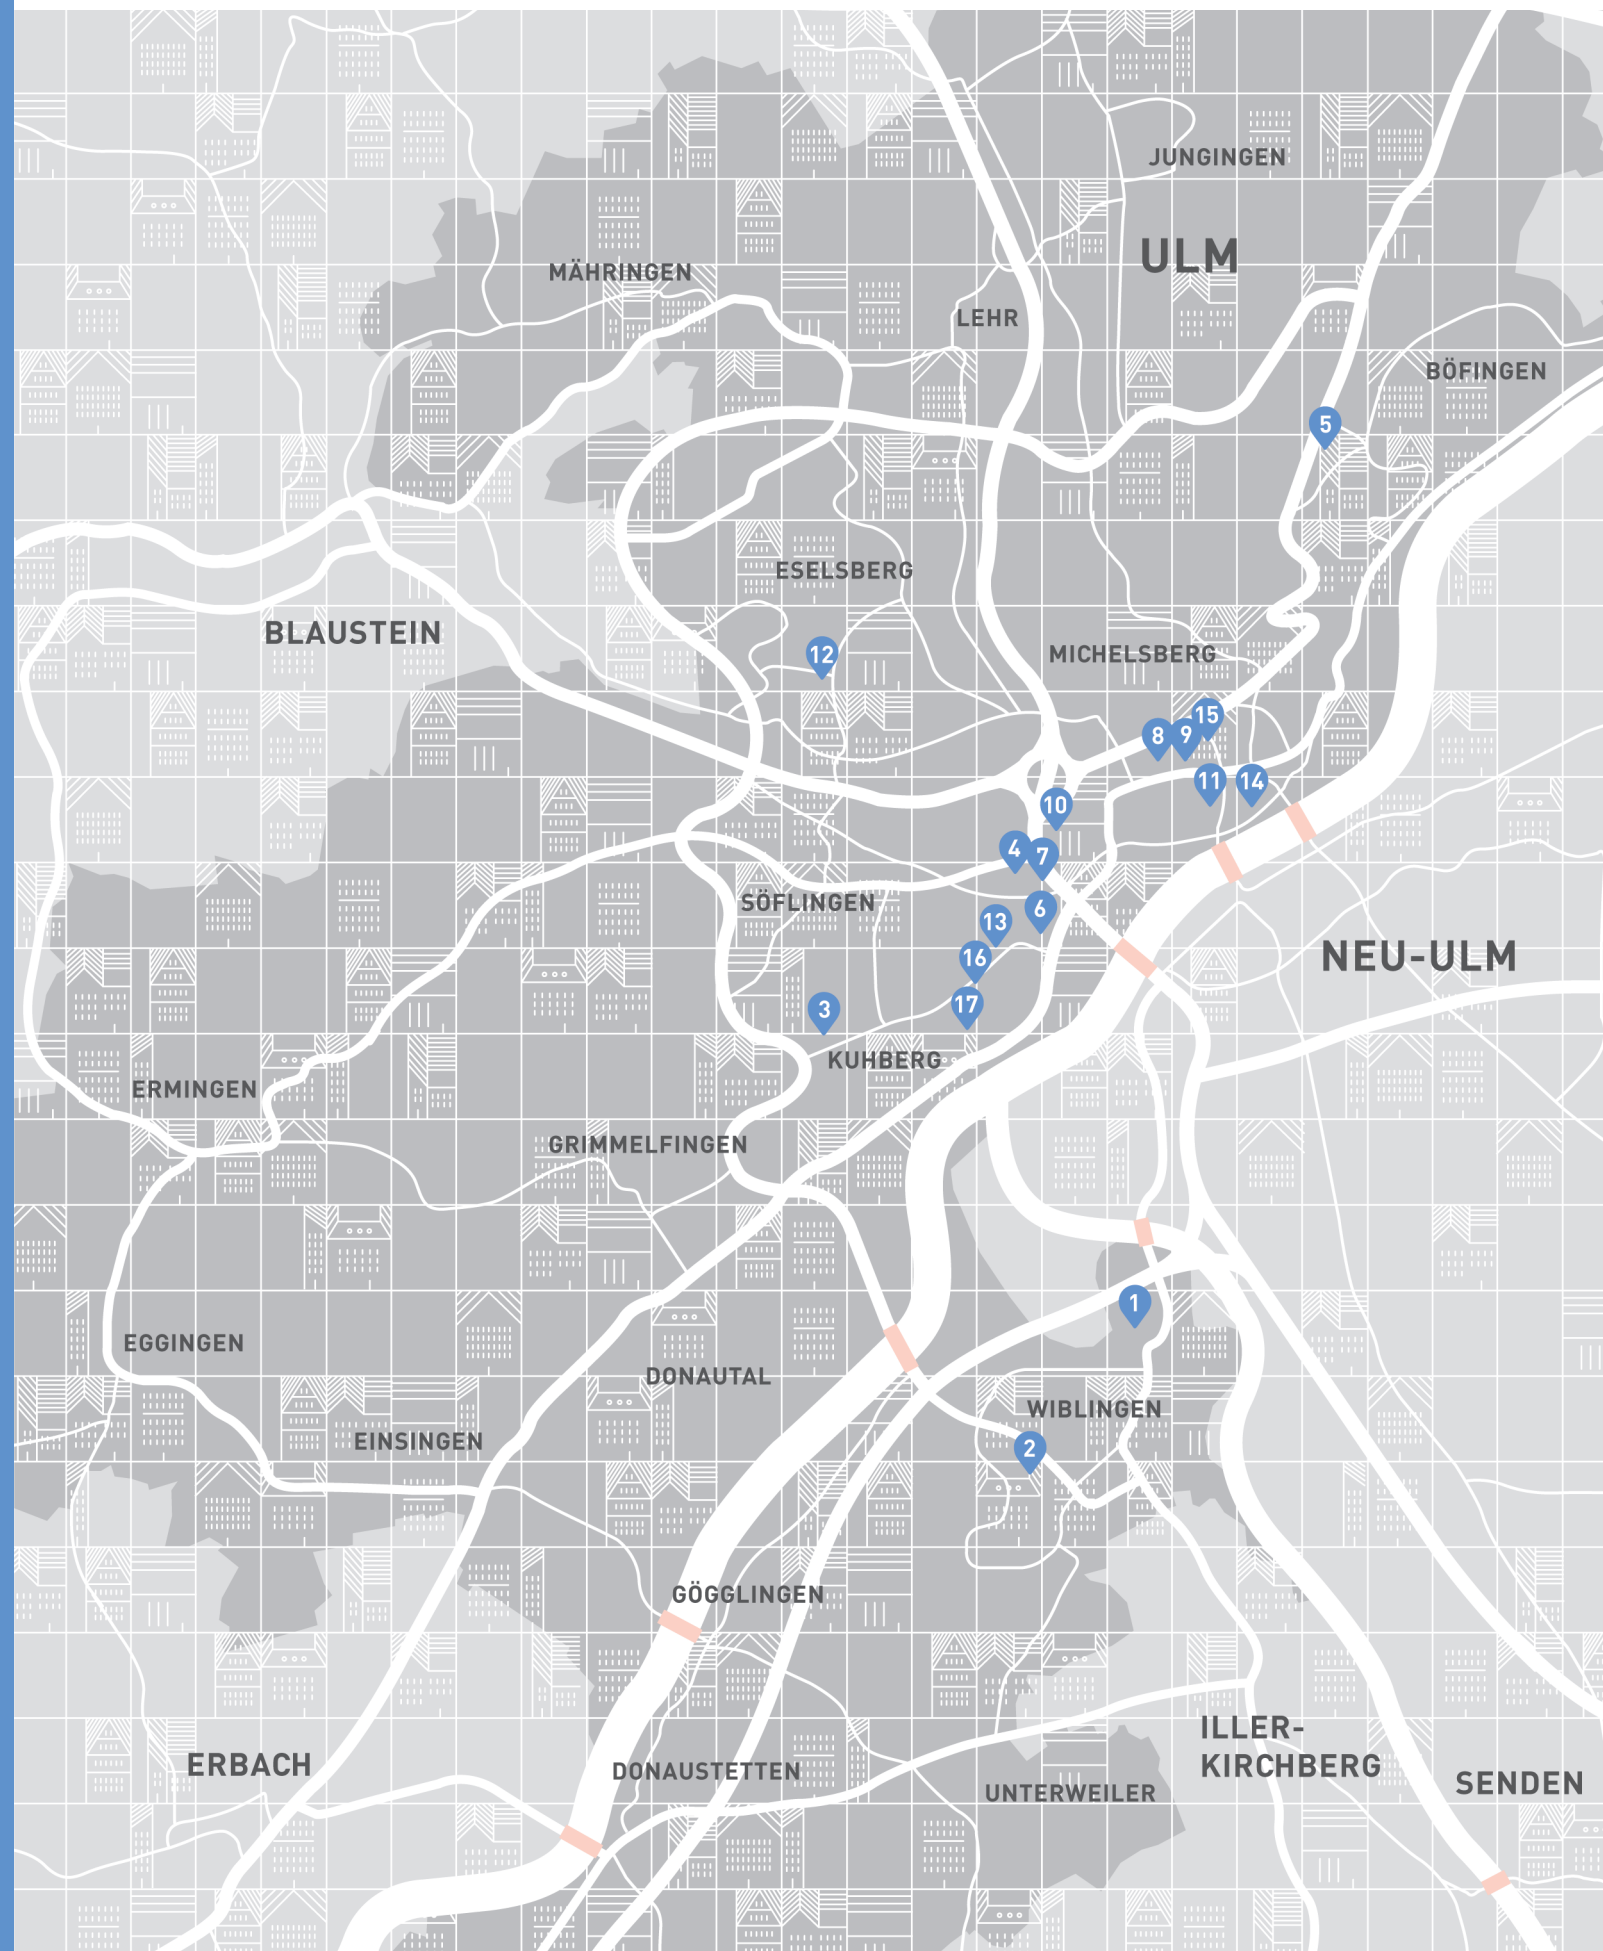 JUNGINGEN
ULM
MÄHRINGEN
LEHR
BÖFINGEN
5
ESELSBERG
BLAUSTEIN
12
MICHELSBERG
15
8
9
11
14
10
4
7
SÖFLINGEN
6
13
16
NEU-ULM
3
17
KUHBERG
ERMINGEN
GRIMMELFINGEN
1
EGGINGEN
DONAUTAL
WIBLINGEN
EINSINGEN
2
GÖGGLINGEN
ILLER-
KIRCHBERG
ERBACH
DONAUSTETTEN
SENDEN
UNTERWEILER